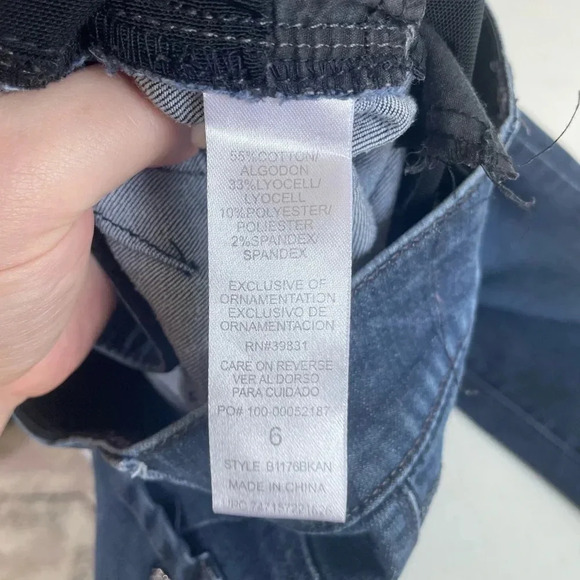 55%COTTON/
ALGODON
33%LYOCELL/
LYOCELL
10%POLYESTER/
POLIESTER
2%SPANDEX/
SPANDEX
EXCLUSIVE OF
ORNAMENTATION
EXCLUSIVO DE
ORNAMENTACION
RN#39831
CARE ON REVERSE
VER AL DORSO
PARA CUIDADO
PO# 100-00052187
6
STYLE B1176BKAN
MADE IN CHINA
UPC